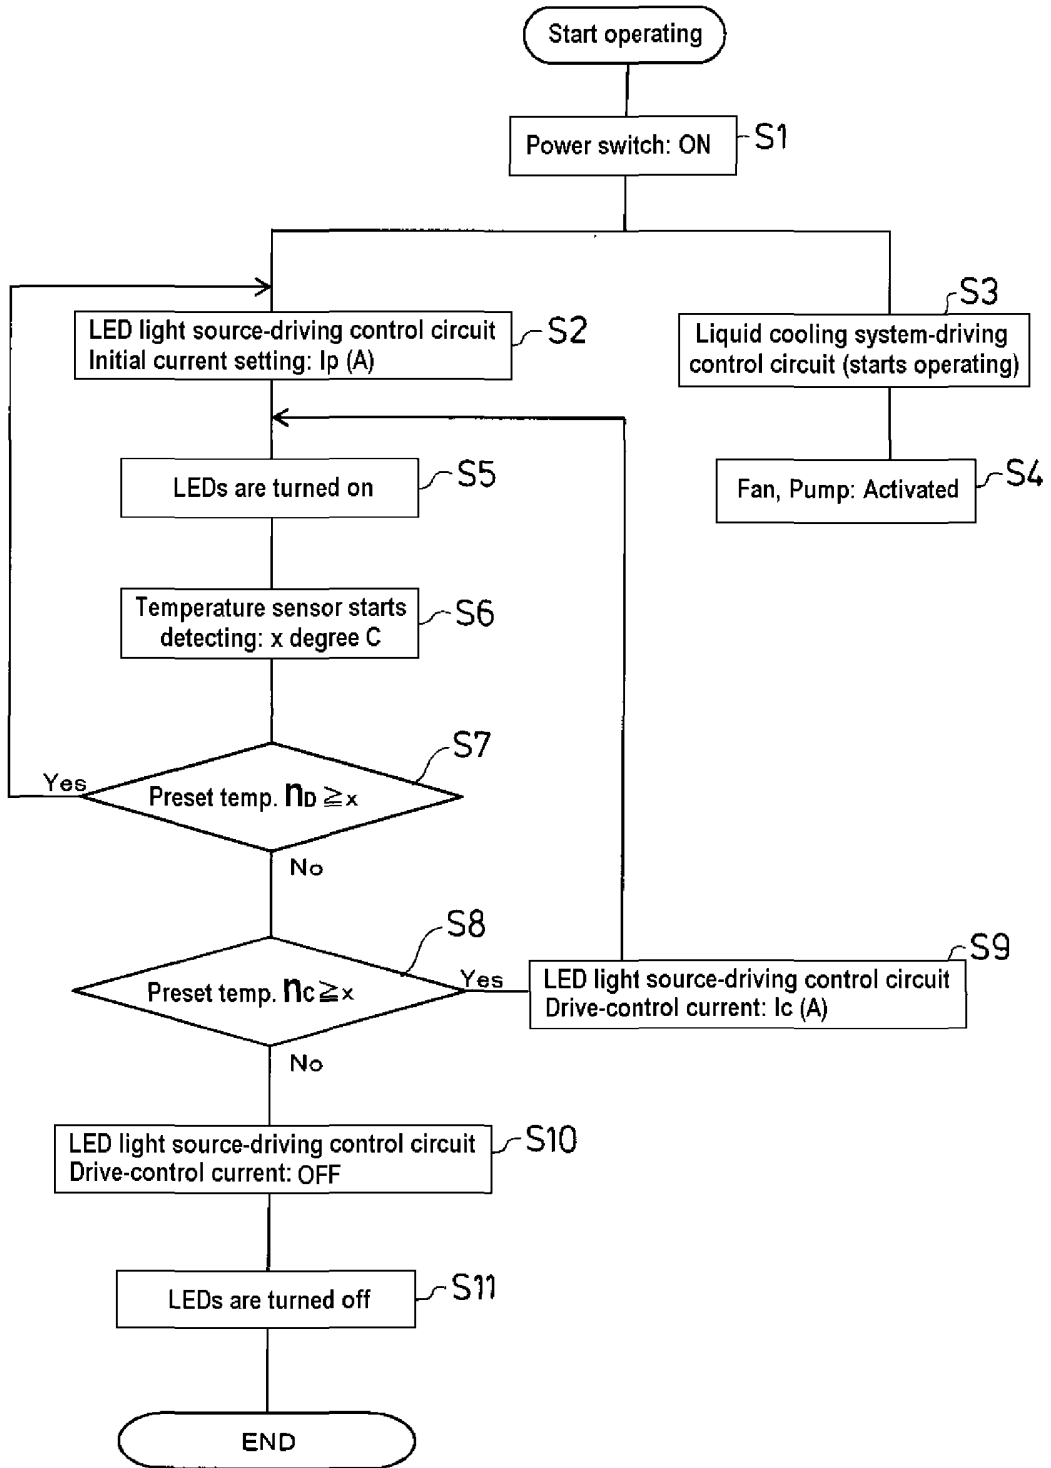 Start operating
Power switch: ON
S1
LED light source-driving control circuit
Initial current setting: Ip (A)
S2
S3
Liquid cooling system-driving
control circuit (starts operating)
LEDs are turned on
S5
Fan, Pump: Activated
S4
Temperature sensor starts
detecting: x degree C
S6
S7
Yes
Preset temp. nD ≧ x
No
S8
Preset temp. nC ≧ x
Yes
S9
LED light source-driving control circuit
Drive-control current: Ic (A)
No
LED light source-driving control circuit
Drive-control current: OFF
S10
LEDs are turned off
S11
END